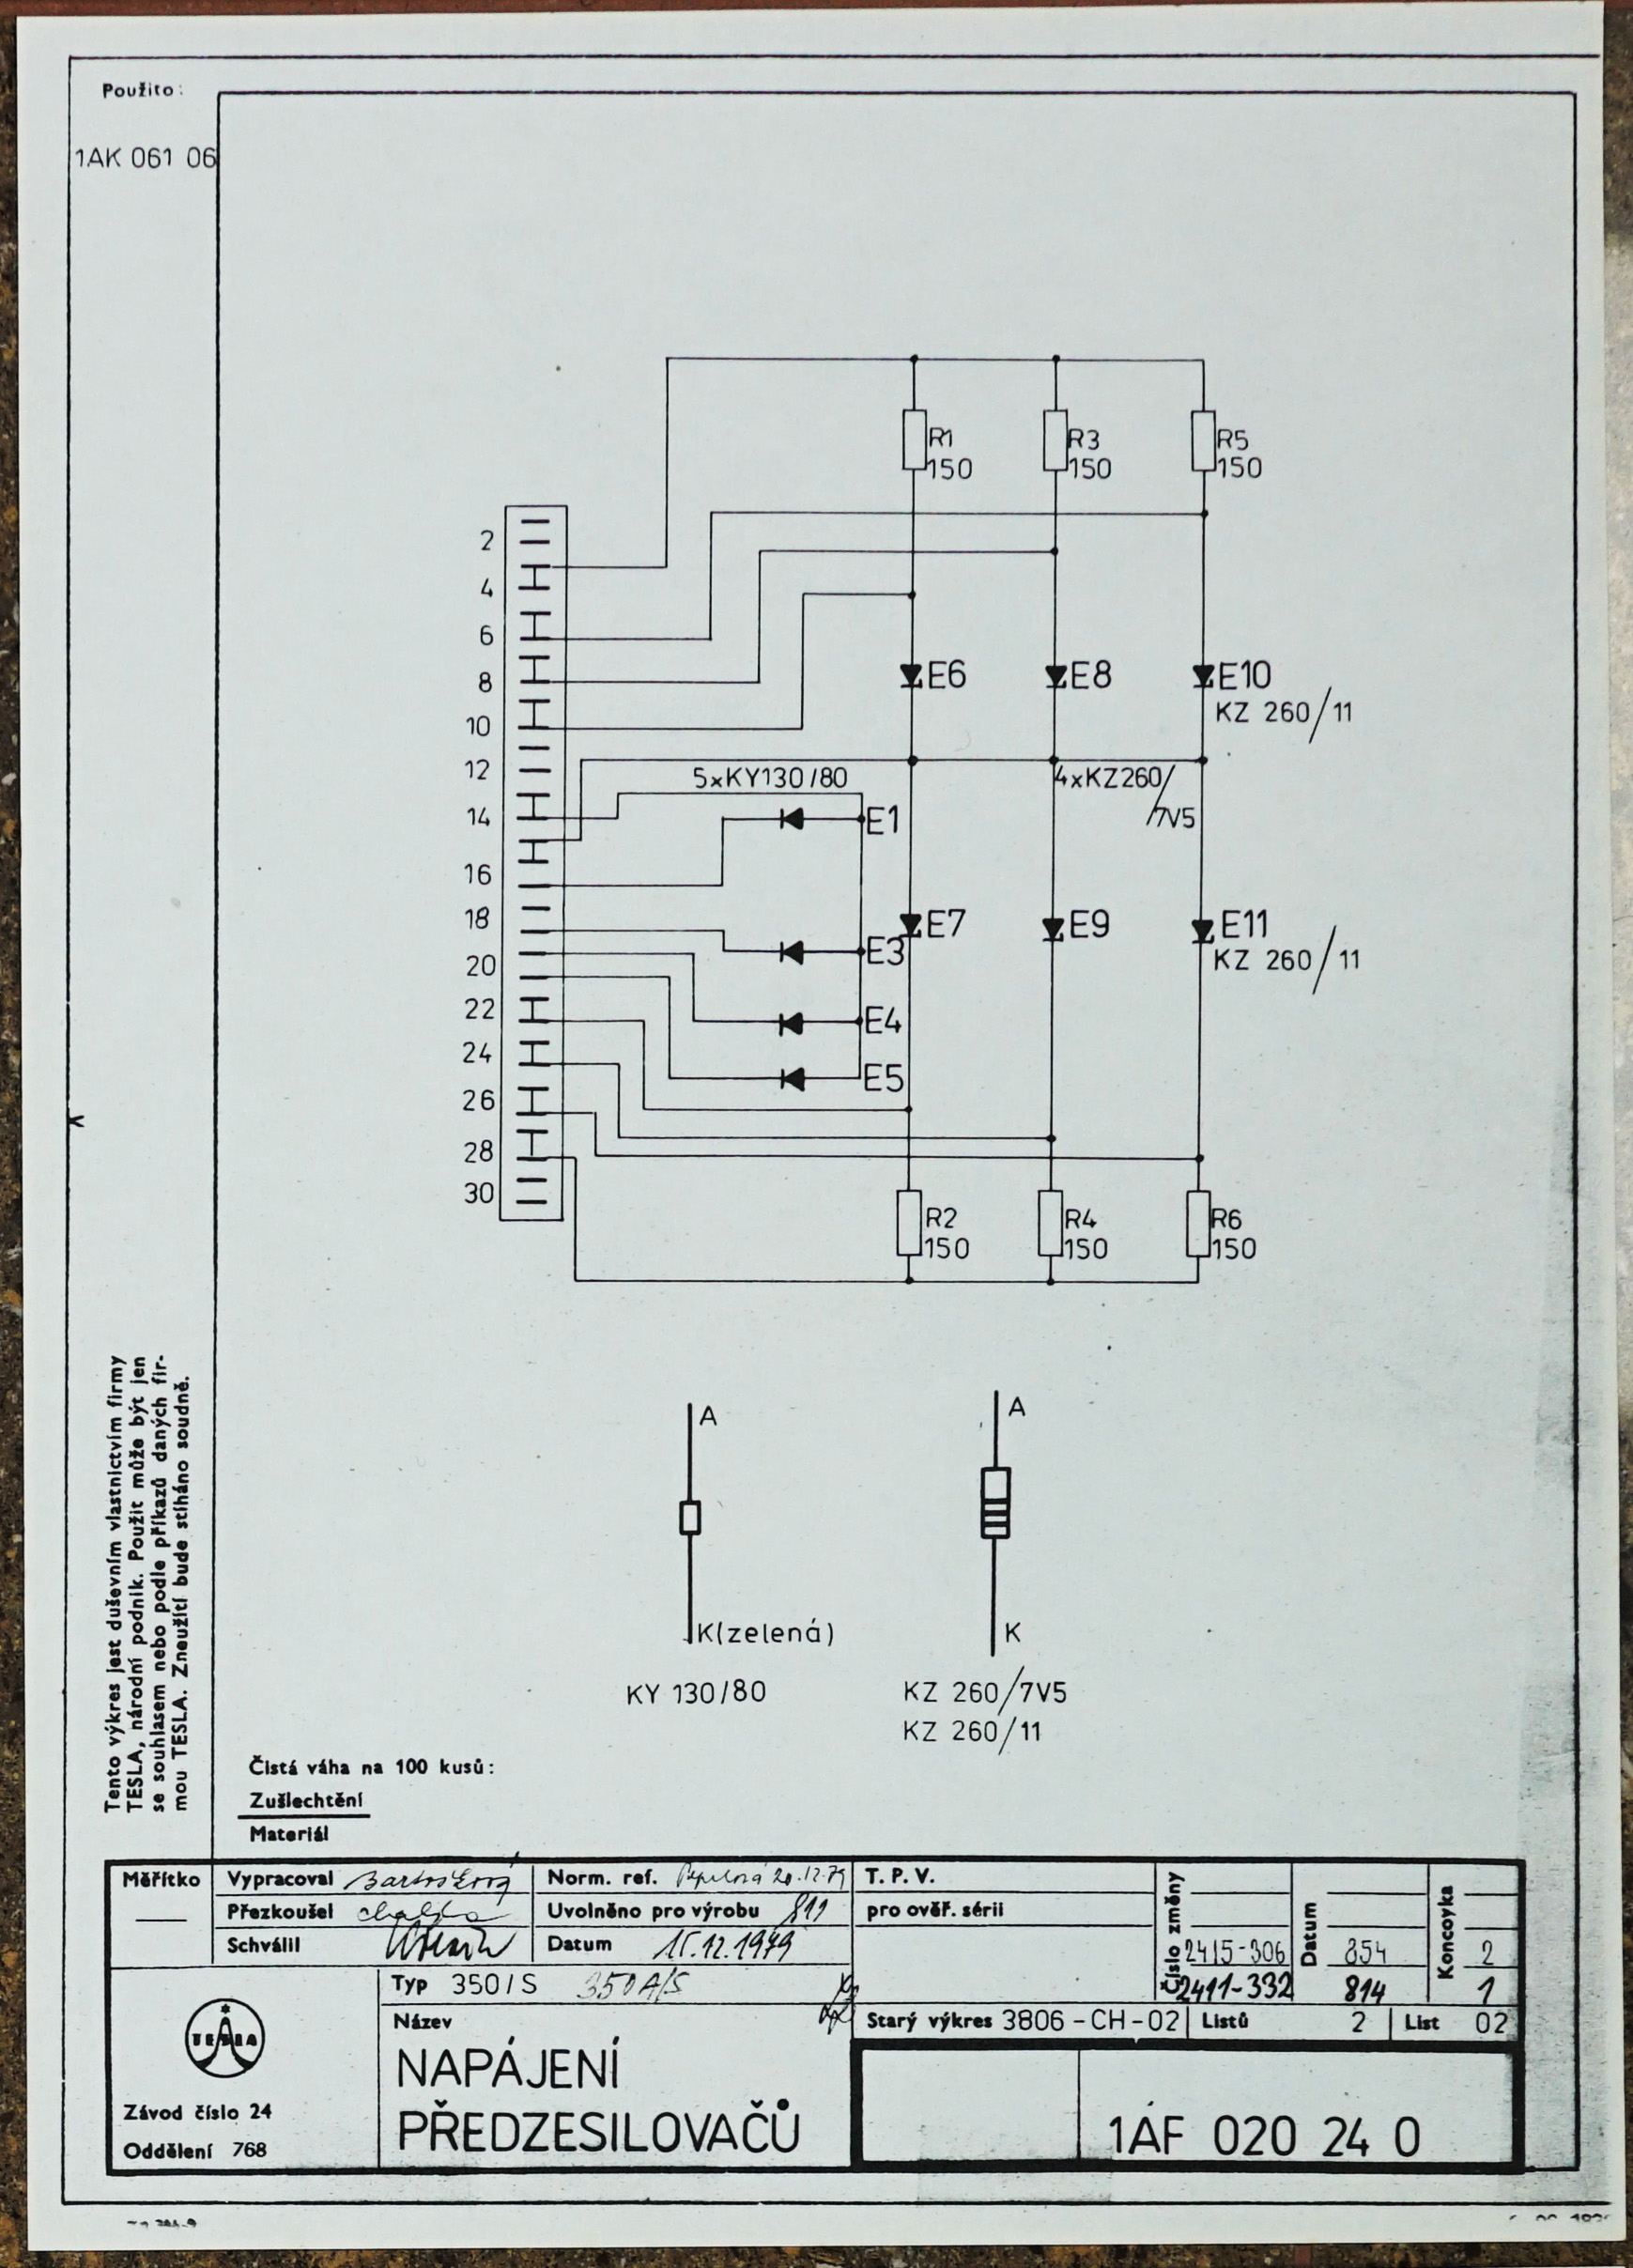 Použito:
1AK 061 06
R1
150
R3
150
R5
150
2
4
6
8
10
12
14
16
18
20
22
24
26
28
30
E6
E8
E10
KZ 260/11
5xKY130/80
4xKZ260/
7V5
E1
E3
E4
E5
E7
E9
E11
KZ 260/11
R2
150
R4
150
R6
150
A
K(zelená)
KY 130/80
A
K
KZ 260/7V5
KZ 260/11
Tento výkres jest duševním vlastnictvím firmy
TESLA, národní podnik. Použit může být jen
se souhlasem nebo podle příkazů daných fir-
mou TESLA. Zneužití bude stíháno soudně.
Čistá váha na 100 kusů:
Zušlechtění
Materiál
Měřítko
Vypracoval
Přezkoušel
Schválil
Norm. ref. 20.12.79
Uvolněno pro výrobu 811
Datum 15.12.1979
T. P. V.
pro ověř. sérii
Číslo změny
2415-306
2411-332
Datum
854
814
Koncovka
2
1
Typ 350/S 350A/S
Starý výkres 3806-CH-02
Listů 2
List 02
TESLA
Závod číslo 24
Oddělení 768
Název
NAPÁJENÍ
PŘEDZESILOVAČŮ
1AF 020 24 0